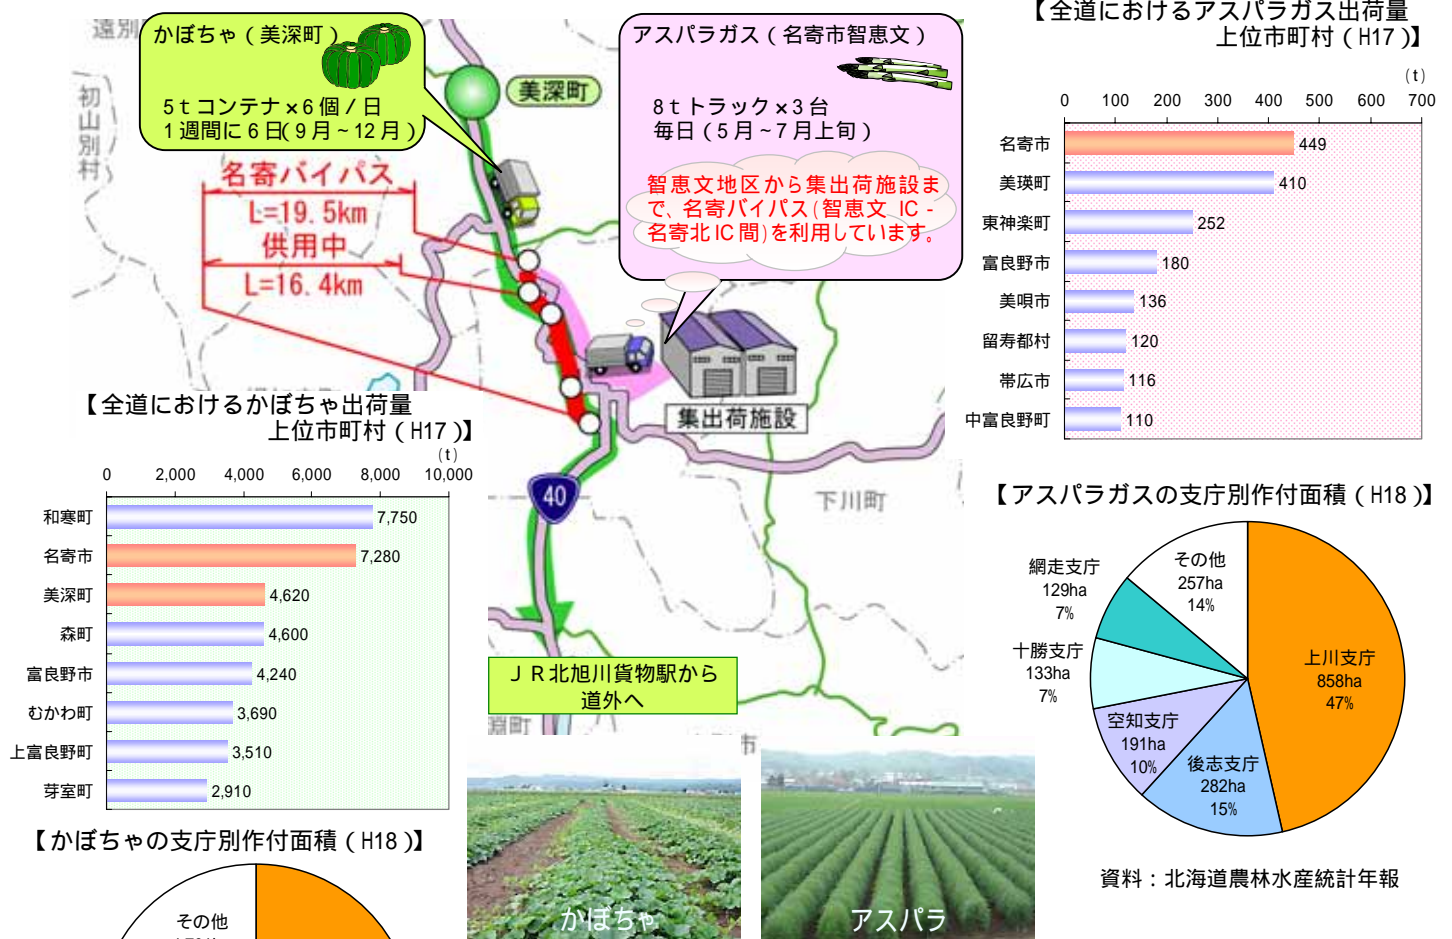 かぼちゃ（美深町）
5ｔコンテナ×6個／日
1週間に6日(9月～12月)
アスパラガス（名寄市智恵文）
8ｔトラック×3台
毎日（5月～7月上旬）
智恵文地区から集出荷施設ま
で、名寄バイパス(智恵文 IC -
名寄北IC間)を利用しています。
遠別
初山別村
美深町
名寄バイパス
L=19.5km
供用中
L=16.4km
集出荷施設
下川町
40
ＪＲ北旭川貨物駅から
道外へ
市
かぼちゃ
アスパラ
【全道におけるアスパラガス出荷量
上位市町村（H17）】
（t）
0 100 200 300 400 500 600 700
名寄市 449
美瑛町 410
東神楽町 252
富良野市 180
美唄市 136
留寿都村 120
帯広市 116
中富良野町 110
【全道におけるかぼちゃ出荷量
上位市町村（H17）】
（t）
0 2,000 4,000 6,000 8,000 10,000
和寒町 7,750
名寄市 7,280
美深町 4,620
森町 4,600
富良野市 4,240
むかわ町 3,690
上富良野町 3,510
芽室町 2,910
【アスパラガスの支庁別作付面積（H18）】
上川支庁
858ha
47%
後志支庁
282ha
15%
空知支庁
191ha
10%
十勝支庁
133ha
7%
網走支庁
129ha
7%
その他
257ha
14%
資料：北海道農林水産統計年報
【かぼちゃの支庁別作付面積（H18）】
その他